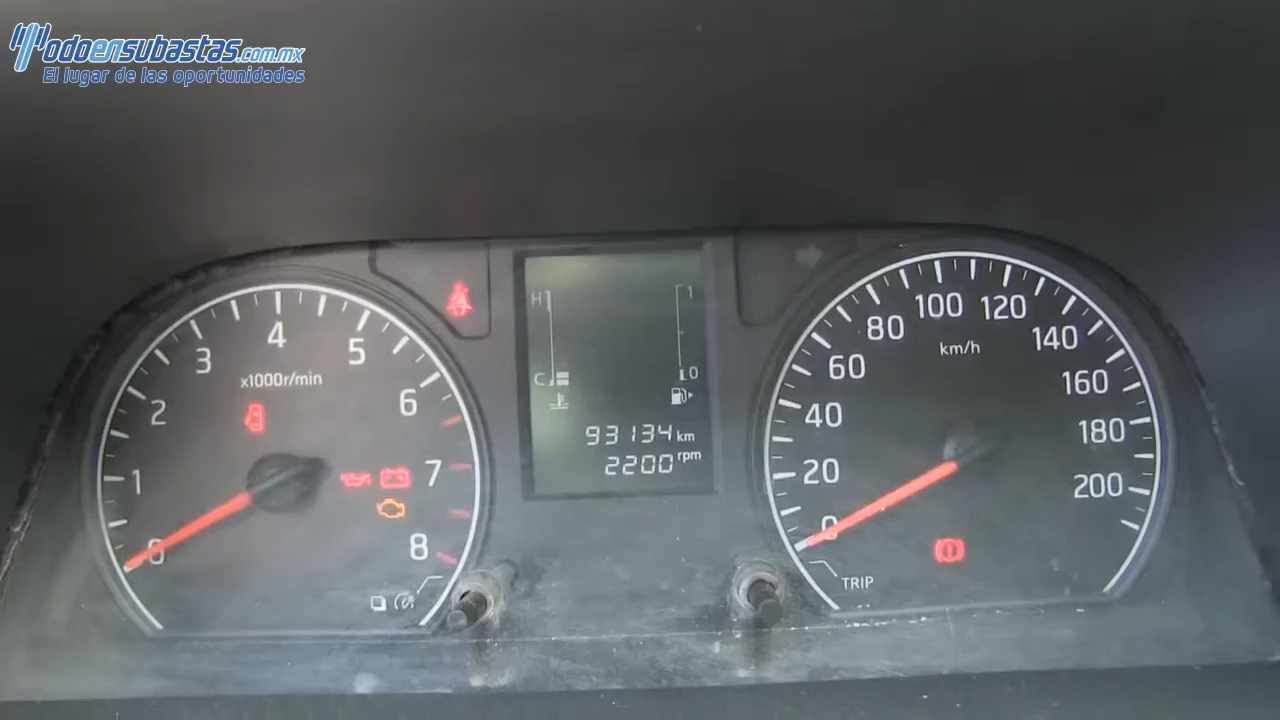 Todoensubastas.com.mx
El lugar de las oportunidades
0 1 2 3 4 5 6 7 8
x1000r/min
H
C
1
0
93134 km
2200 rpm
0 20 40 60 80 100 120 140 160 180 200
km/h
TRIP